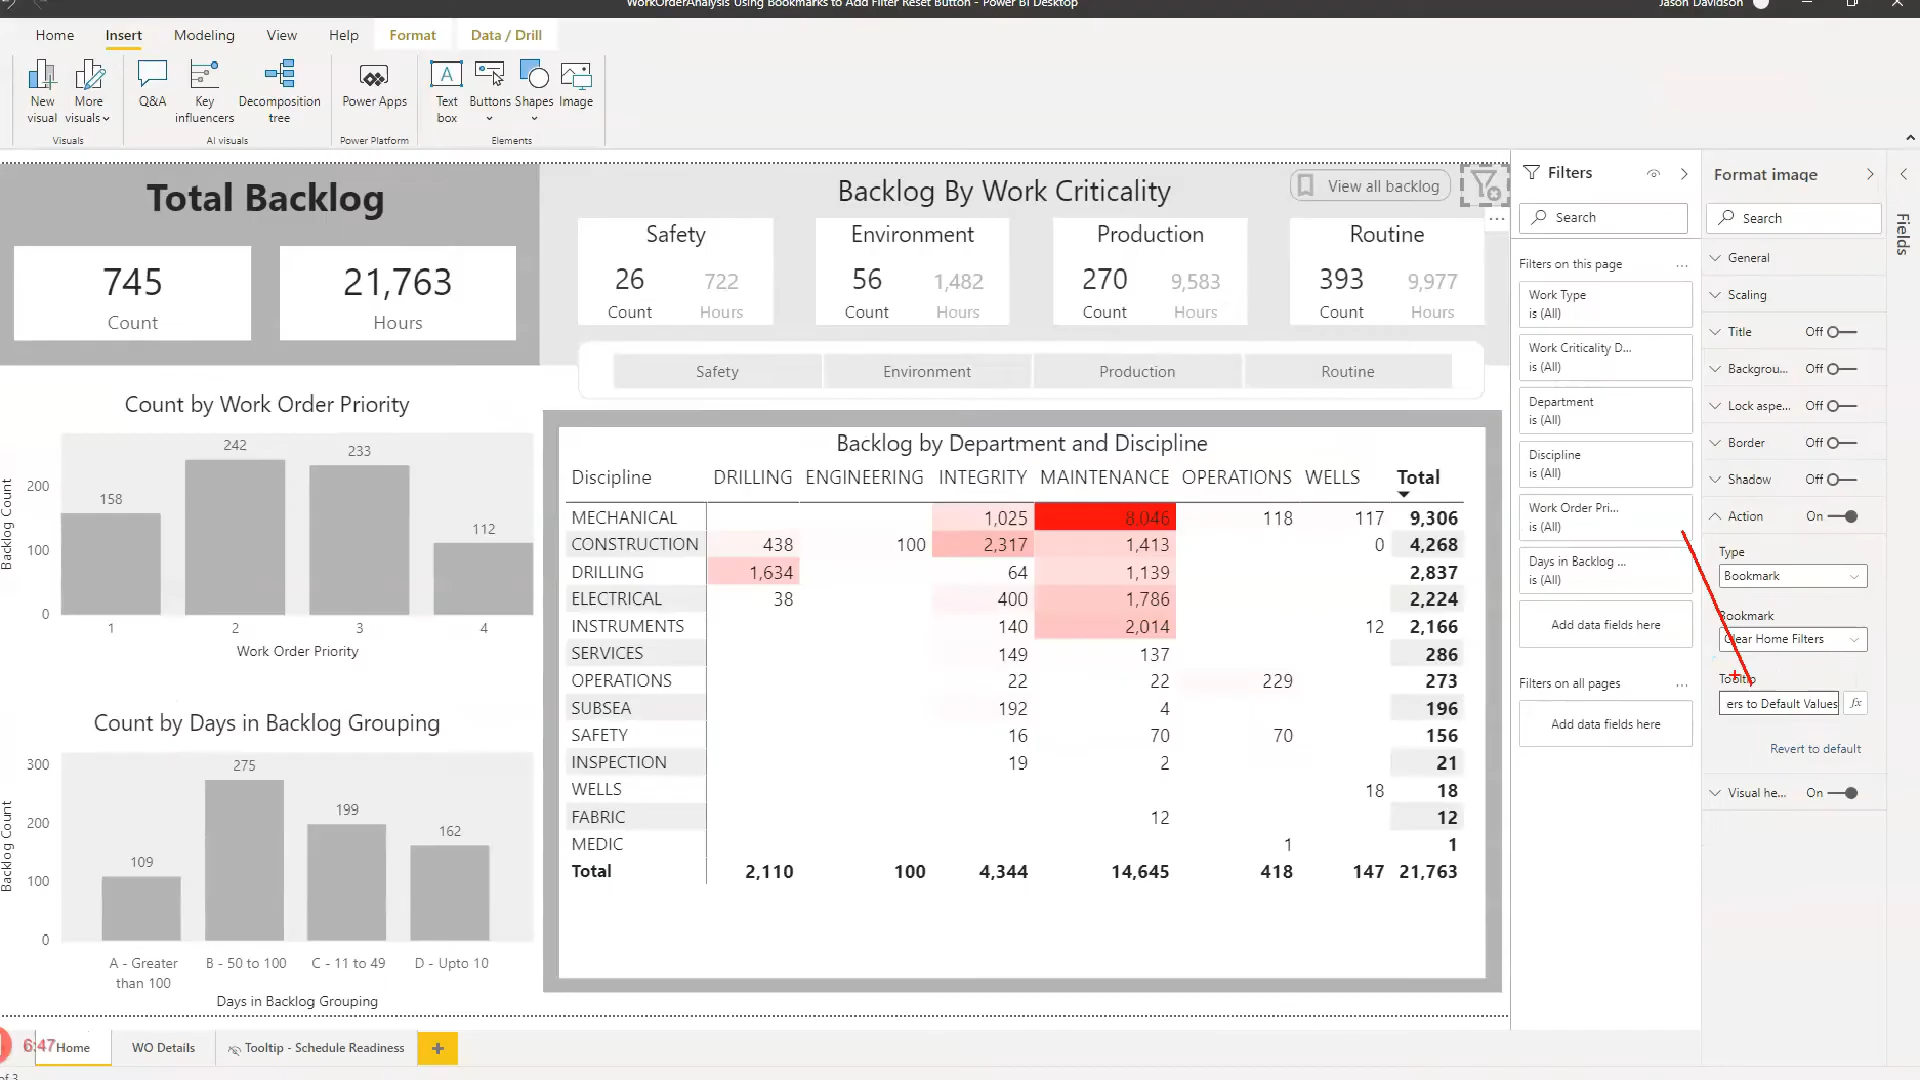 WorkOrderAnalysis Using Bookmarks to Add Filter Reset Button - Power BI Desktop
Jason Davidson
Home Insert Modeling View Help Format Data / Drill
New visual
More visuals
Q&A
Key influencers
Decomposition tree
Power Apps
Text box
Buttons
Shapes
Image
Visuals
AI visuals
Power Platform
Elements
Total Backlog
745
Count
21,763
Hours
Backlog By Work Criticality
View all backlog
Safety
26 722
Count Hours
Environment
56 1,482
Count Hours
Production
270 9,583
Count Hours
Routine
393 9,977
Count Hours
Safety Environment Production Routine
Count by Work Order Priority
Backlog Count
200
100
0
158
242
233
112
1 2 3 4
Work Order Priority
Count by Days in Backlog Grouping
Backlog Count
300
200
100
0
109
275
199
162
A - Greater than 100
B - 50 to 100
C - 11 to 49
D - Upto 10
Days in Backlog Grouping
Backlog by Department and Discipline
Discipline DRILLING ENGINEERING INTEGRITY MAINTENANCE OPERATIONS WELLS Total
MECHANICAL 1,025 8,046 118 117 9,306
CONSTRUCTION 438 100 2,317 1,413 0 4,268
DRILLING 1,634 64 1,139 2,837
ELECTRICAL 38 400 1,786 2,224
INSTRUMENTS 140 2,014 12 2,166
SERVICES 149 137 286
OPERATIONS 22 22 229 273
SUBSEA 192 4 196
SAFETY 16 70 70 156
INSPECTION 19 2 21
WELLS 18 18
FABRIC 12 12
MEDIC 1 1
Total 2,110 100 4,344 14,645 418 147 21,763
Filters
Search
Filters on this page
Work Type
is (All)
Work Criticality D...
is (All)
Department
is (All)
Discipline
is (All)
Work Order Pri...
is (All)
Days in Backlog ...
is (All)
Add data fields here
Filters on all pages
Add data fields here
Format image
Search
General
Scaling
Title Off
Backgrou... Off
Lock aspe... Off
Border Off
Shadow Off
Action On
Type
Bookmark
Bookmark
Clear Home Filters
Tooltip
ers to Default Values
fx
Revert to default
Visual he... On
Fields
6:47
Home
WO Details
Tooltip - Schedule Readiness
of 3